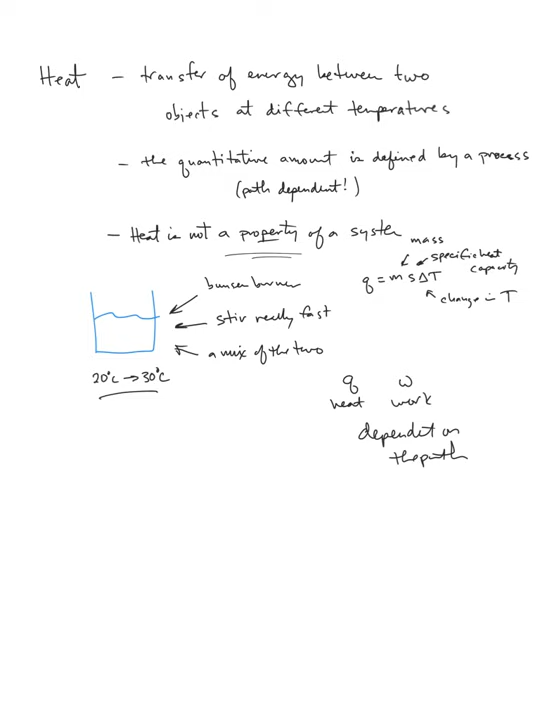 Heat - transfer of energy between two
objects at different temperatures
- the quantitative amount is defined by a process
(path dependent!)
- Heat is not a property of a system
mass
specific heat
capacity
q = m s ΔT
change in T
bunsen burner
stir really fast
a mix of the two
20°C → 30°C
q w
heat work
dependent on
the path